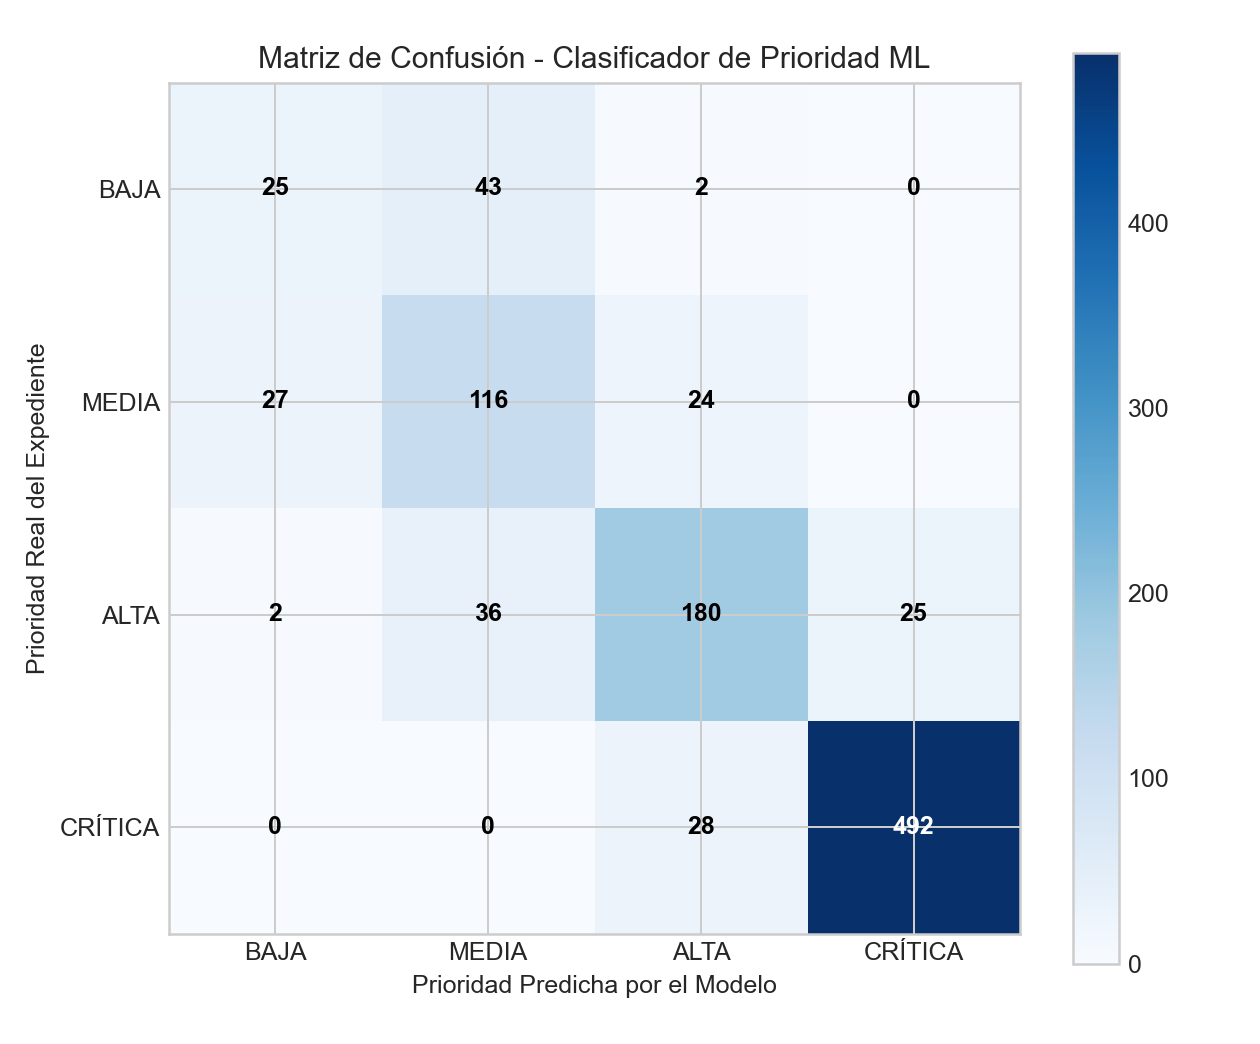 Matriz de Confusión - Clasificador de Prioridad ML
BAJA 25 43 2 0
MEDIA 27 116 24 0
ALTA 2 36 180 25
CRÍTICA 0 0 28 492
BAJA MEDIA ALTA CRÍTICA
Prioridad Predicha por el Modelo
Prioridad Real del Expediente
400
300
200
100
0